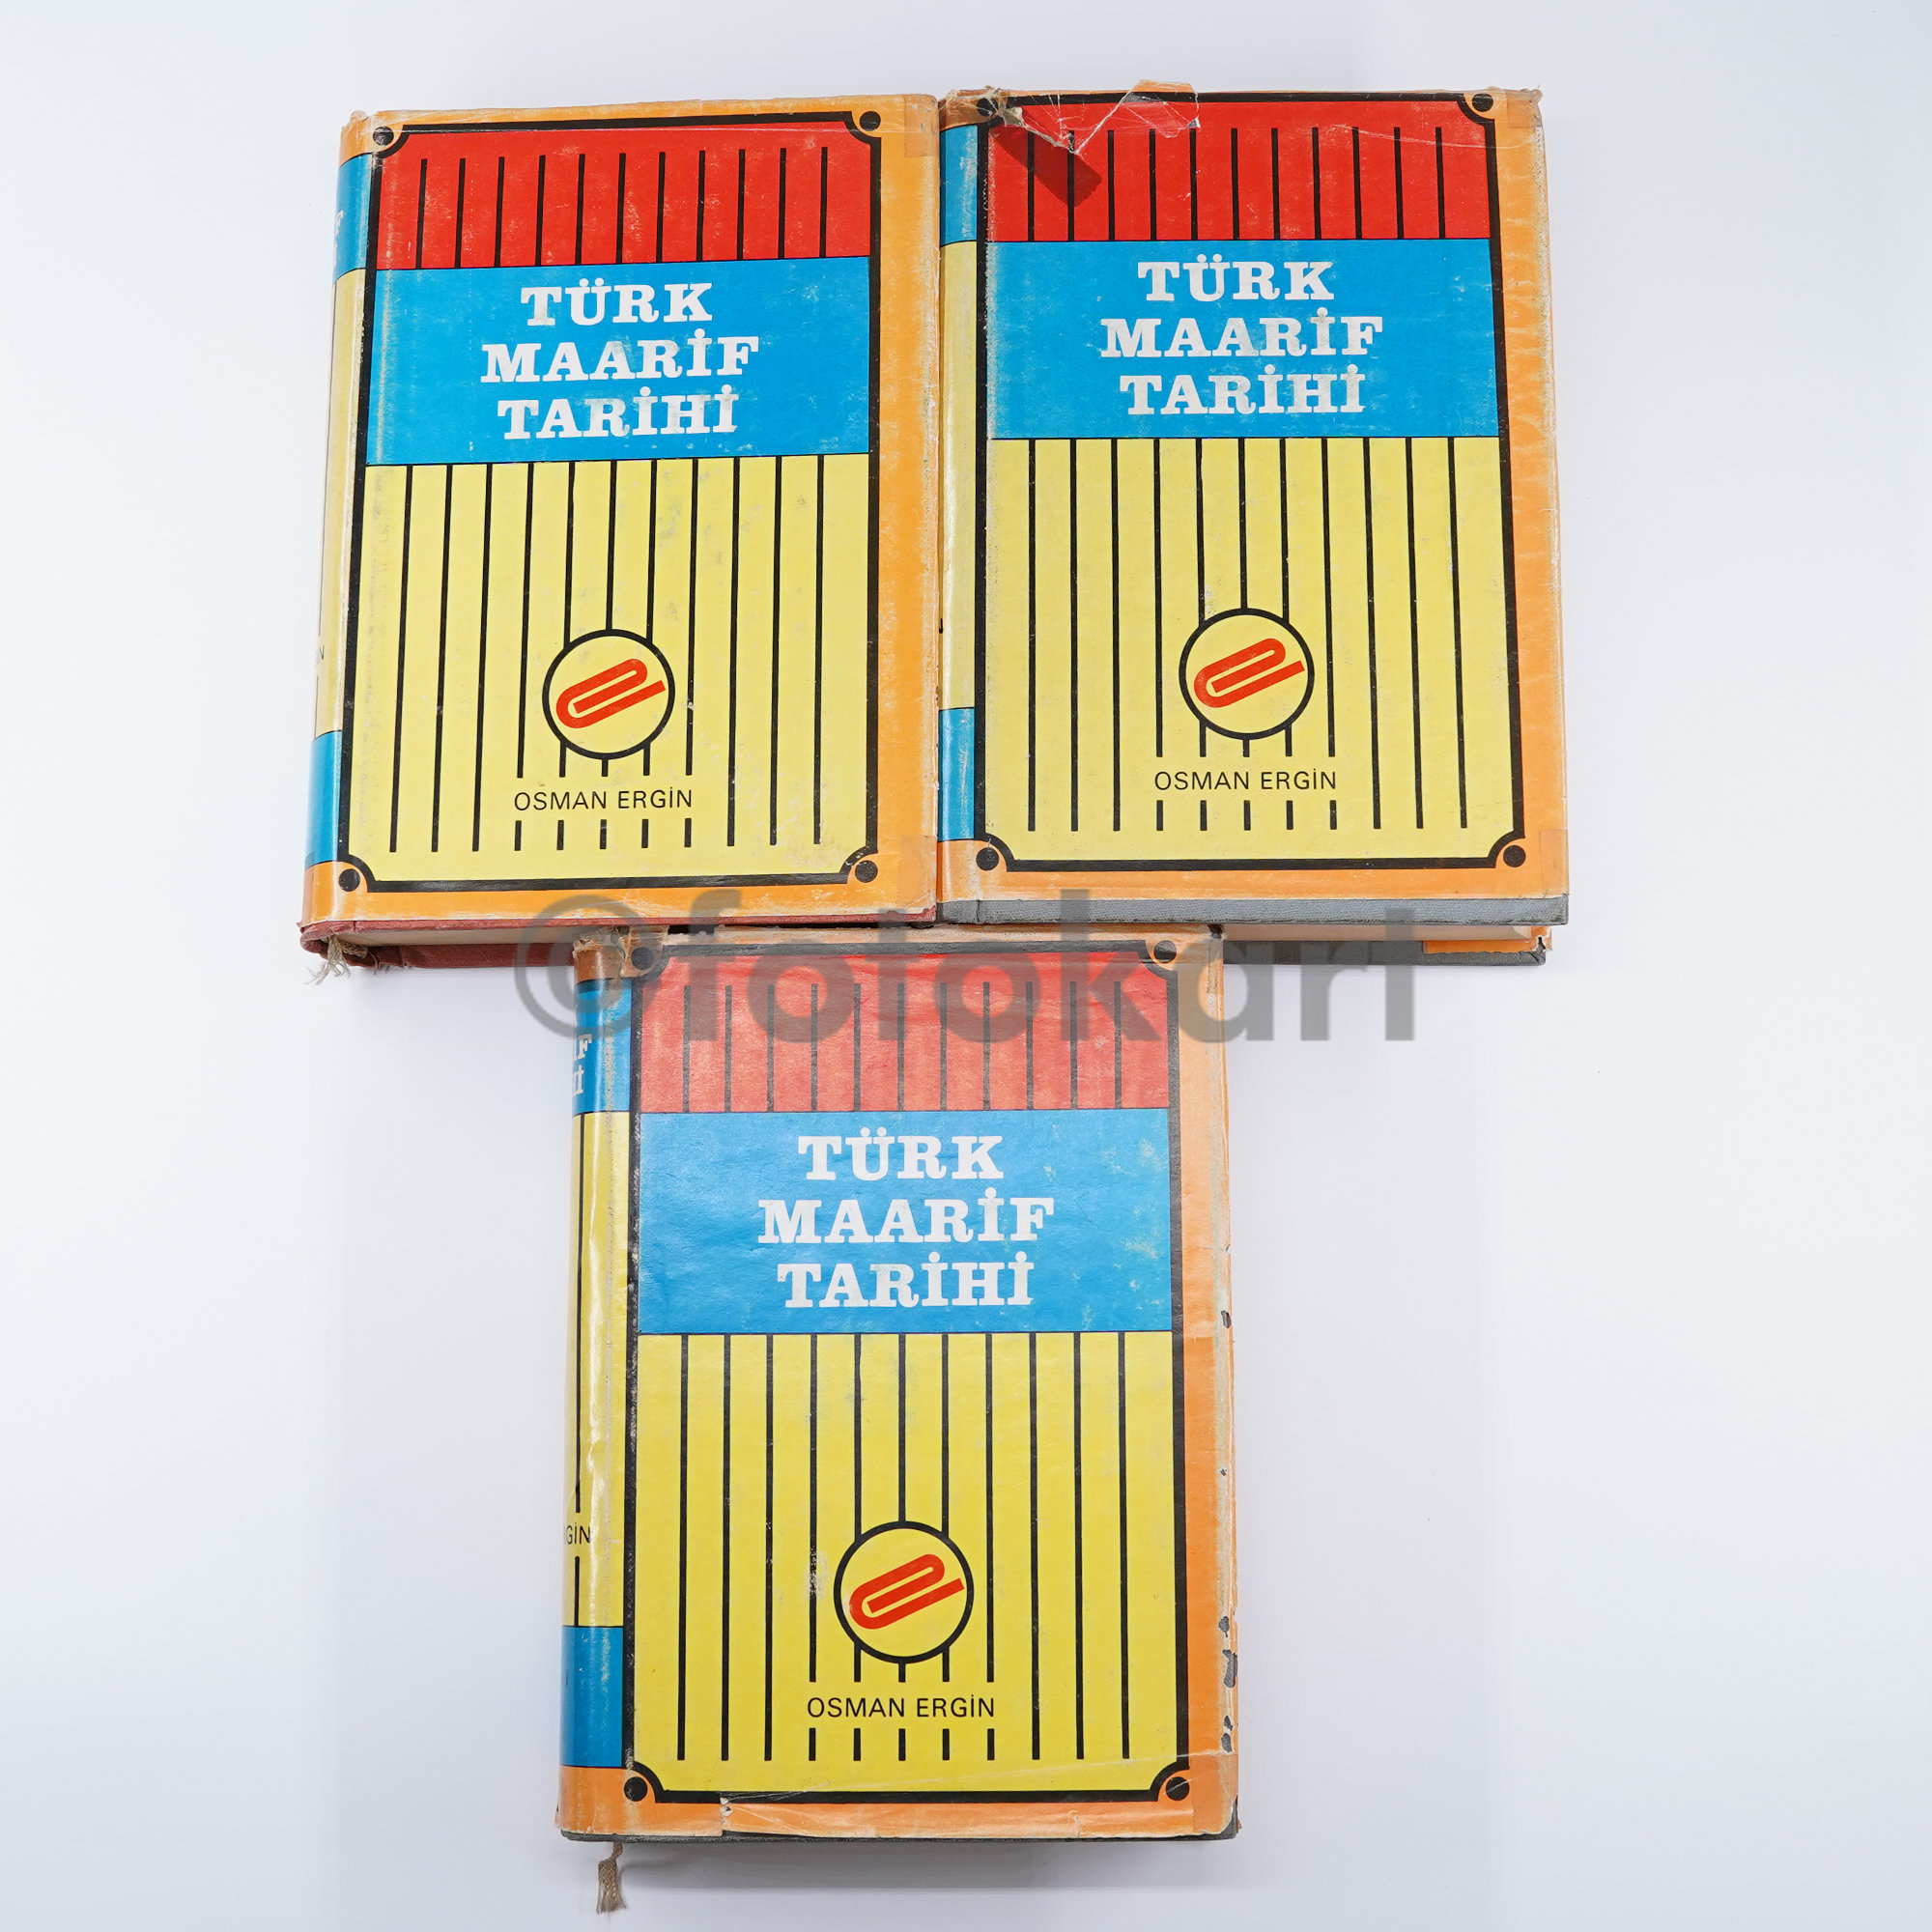 TÜRK
MAARİF
TARİHİ
OSMAN ERGİN
TÜRK
MAARİF
TARİHİ
OSMAN ERGİN
©fotokart
TÜRK
MAARİF
TARİHİ
OSMAN ERGİN